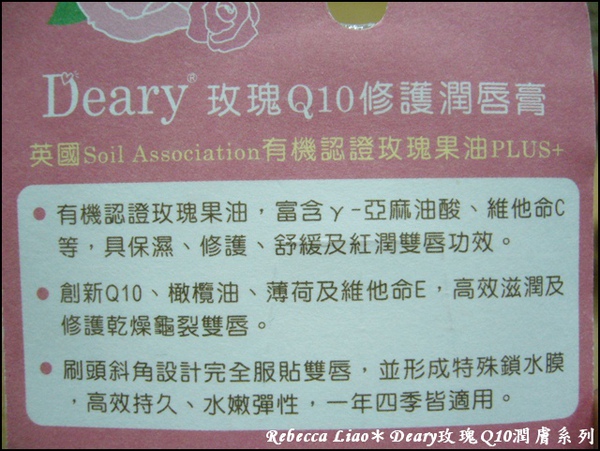 Deary® 玫瑰Q10修護潤唇膏
英國Soil Association有機認證玫瑰果油PLUS+
● 有機認證玫瑰果油，富含γ-亞麻油酸、維他命C
等，具保濕、修護、舒緩及紅潤雙唇功效。
● 創新Q10、橄欖油、薄荷及維他命E，高效滋潤及
修護乾燥龜裂雙唇。
● 刷頭斜角設計完全服貼雙唇，並形成特殊鎖水膜
，高效持久、水嫩彈性，一年四季皆適用。
Rebecca Liao＊Deary玫瑰Q10潤膚系列